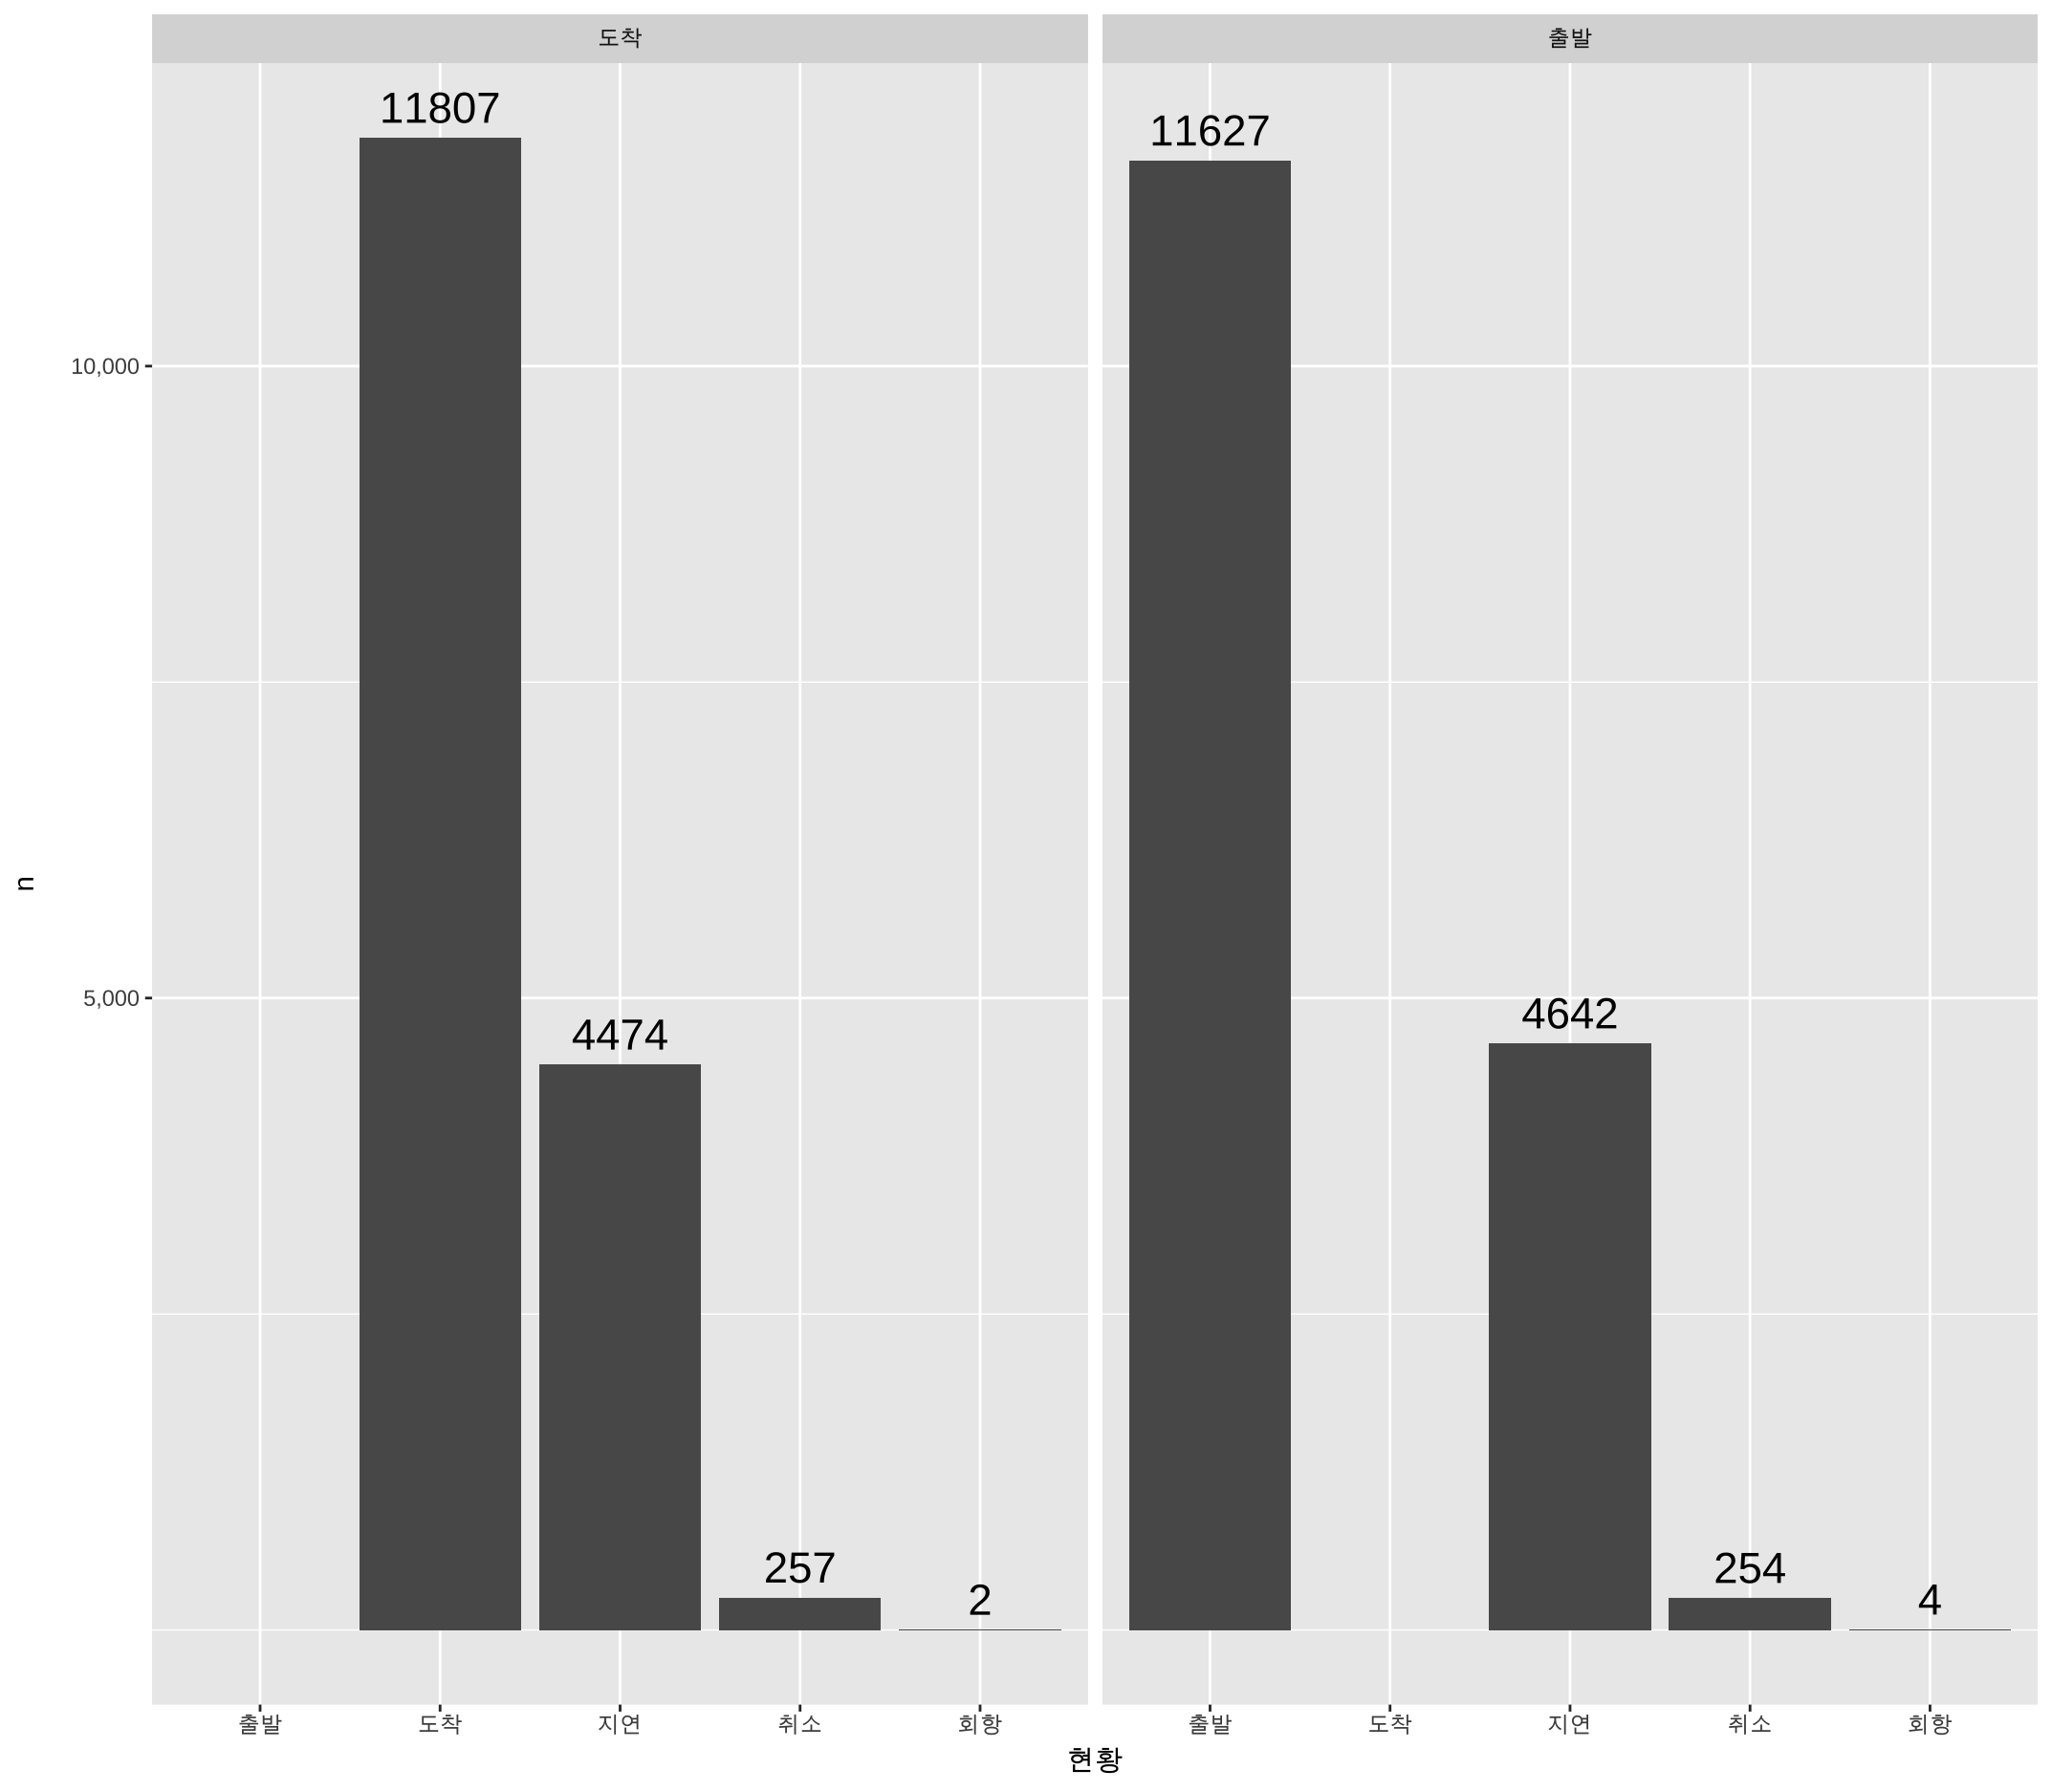 도착
출발
11807
11627
10,000
5,000
4474
4642
257
2
254
4
n
출발 도착 지연 취소 회항
출발 도착 지연 취소 회항
현황